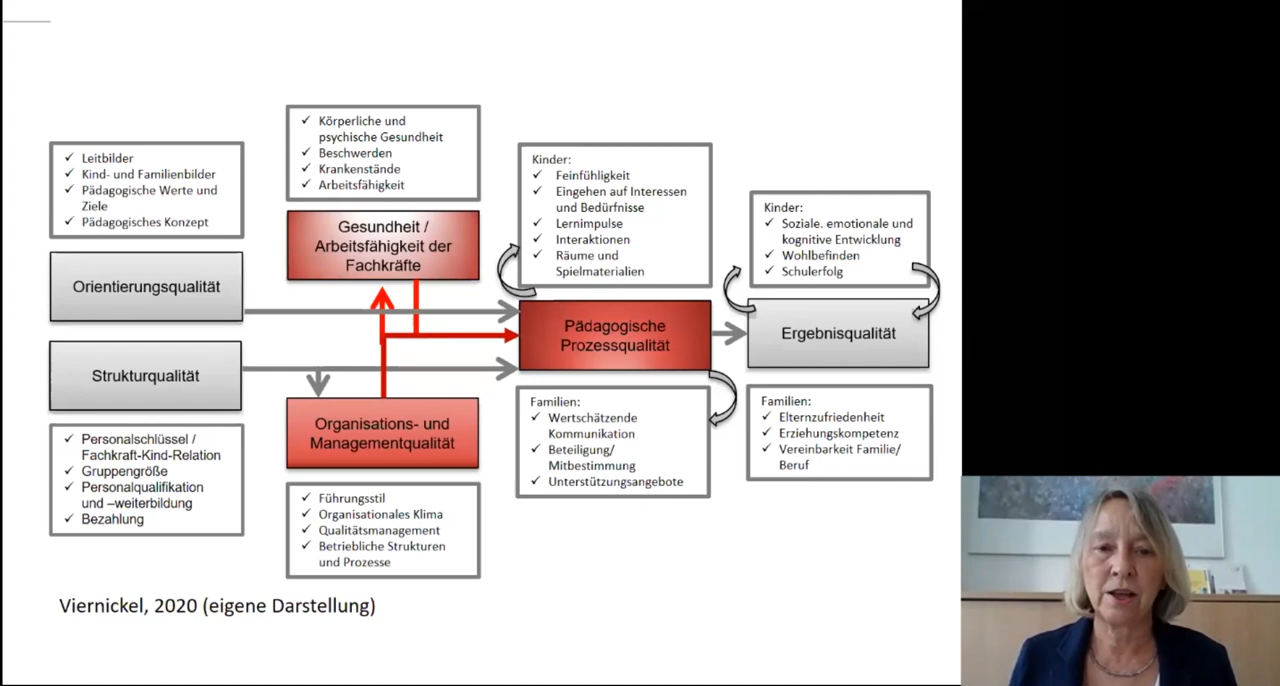 ✓ Leitbilder
✓ Kind- und Familienbilder
✓ Pädagogische Werte und
Ziele
✓ Pädagogisches Konzept
Orientierungsqualität
Strukturqualität
✓ Personalschlüssel /
Fachkraft-Kind-Relation
✓ Gruppengröße
✓ Personalqualifikation
und –weiterbildung
✓ Bezahlung
✓ Körperliche und
psychische Gesundheit
✓ Beschwerden
✓ Krankenstände
✓ Arbeitsfähigkeit
Gesundheit /
Arbeitsfähigkeit der
Fachkräfte
Organisations- und
Managementqualität
✓ Führungsstil
✓ Organisationales Klima
✓ Qualitätsmanagement
✓ Betriebliche Strukturen
und Prozesse
Kinder:
✓ Feinfühligkeit
✓ Eingehen auf Interessen
und Bedürfnisse
✓ Lernimpulse
✓ Interaktionen
✓ Räume und
Spielmaterialien
Pädagogische
Prozessqualität
Familien:
✓ Wertschätzende
Kommunikation
✓ Beteiligung/
Mitbestimmung
✓ Unterstützungsangebote
Kinder:
✓ Soziale. emotionale und
kognitive Entwicklung
✓ Wohlbefinden
✓ Schulerfolg
Ergebnisqualität
Familien:
✓ Elternzufriedenheit
✓ Erziehungskompetenz
✓ Vereinbarkeit Familie/
Beruf
Viernickel, 2020 (eigene Darstellung)